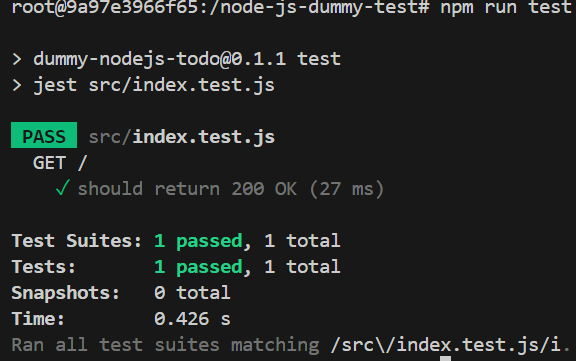 root@9a97e3966f65:/node-js-dummy-test# npm run test
> dummy-nodejs-todo@0.1.1 test
> jest src/index.test.js
PASS src/index.test.js
GET /
✓ should return 200 OK (27 ms)
Test Suites: 1 passed, 1 total
Tests: 1 passed, 1 total
Snapshots: 0 total
Time: 0.426 s
Ran all test suites matching /src\/index.test.js/i.